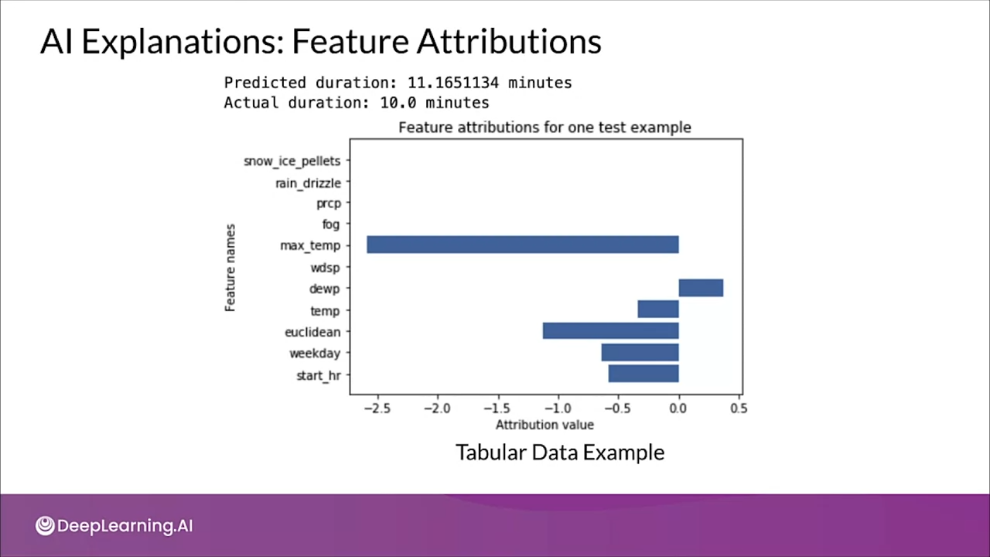 AI Explanations: Feature Attributions
Predicted duration: 11.1651134 minutes
Actual duration: 10.0 minutes
Feature attributions for one test example
Feature names
snow_ice_pellets
rain_drizzle
prcp
fog
max_temp
wdsp
dewp
temp
euclidean
weekday
start_hr
−2.5 −2.0 −1.5 −1.0 −0.5 0.0 0.5
Attribution value
Tabular Data Example
DeepLearning.AI